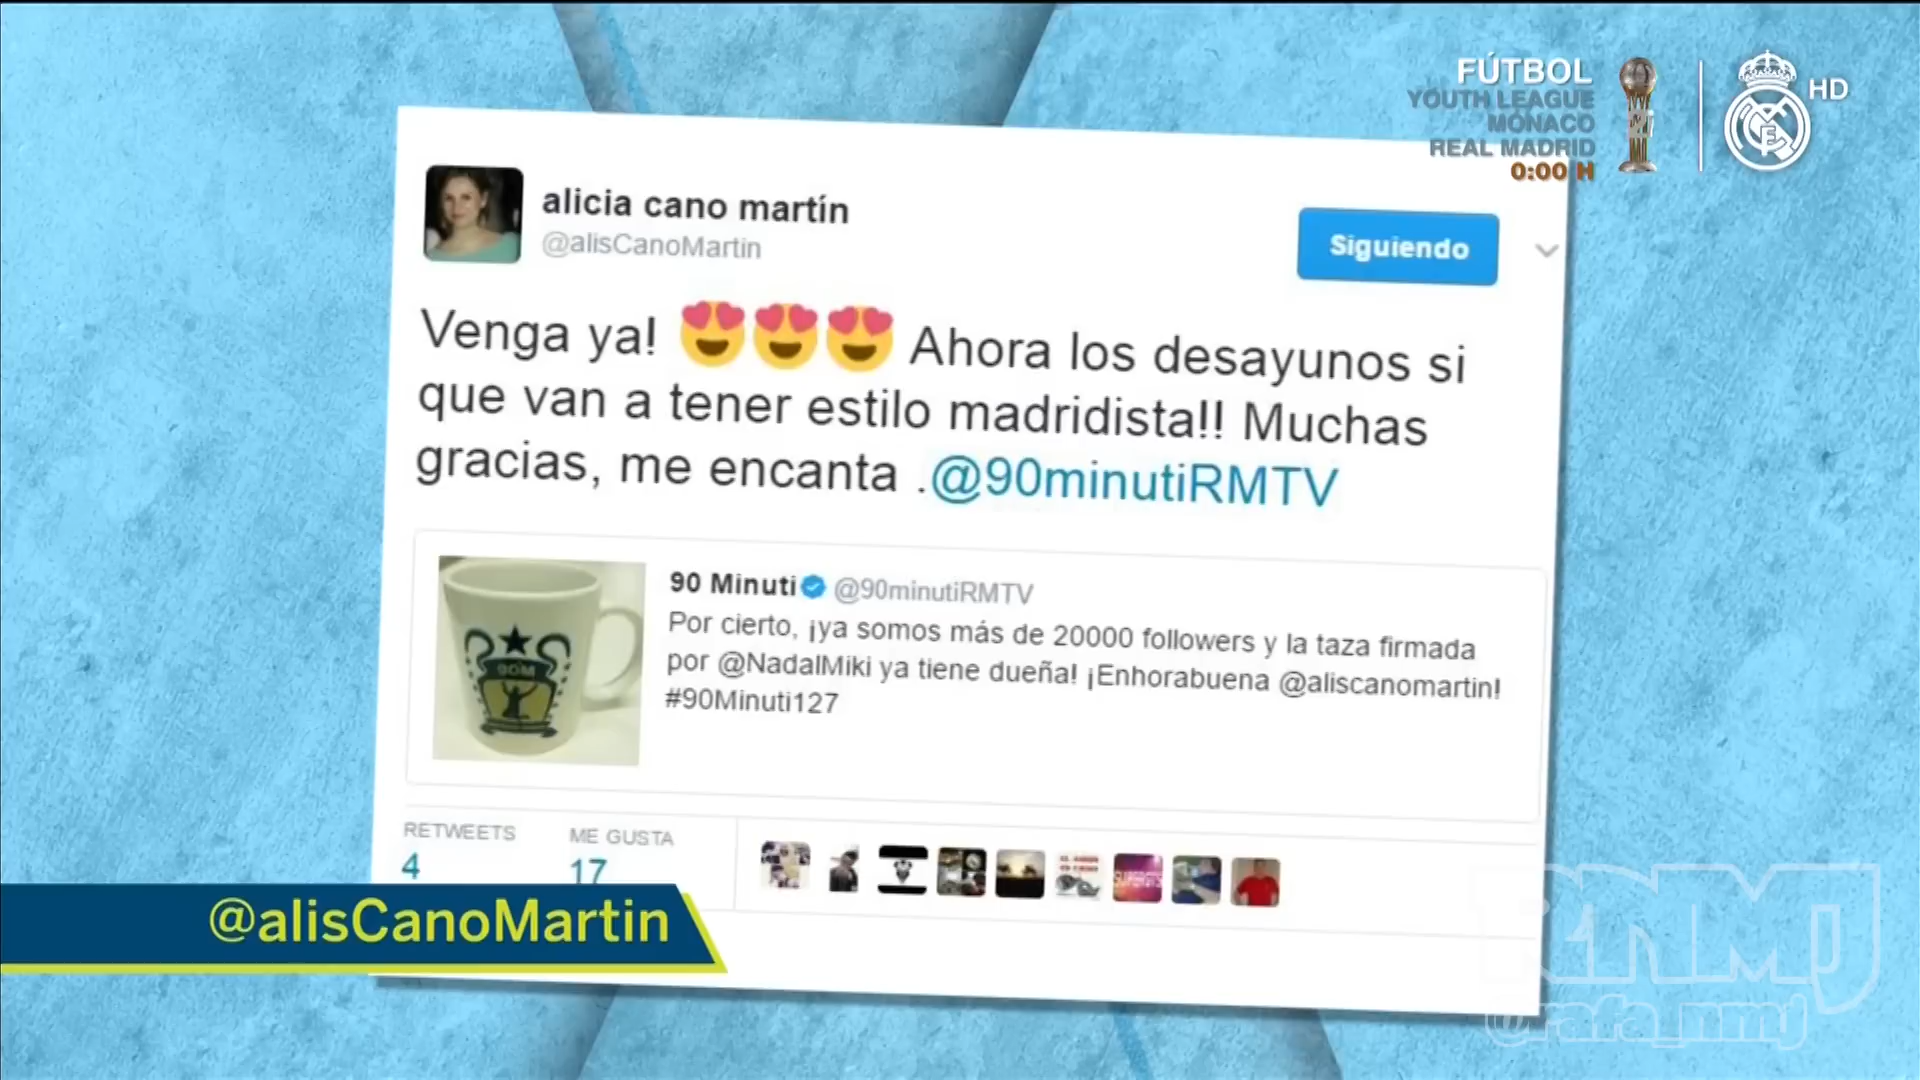 FÚTBOL
YOUTH LEAGUE
MÓNACO
REAL MADRID
0:00 H
HD
alicia cano martín
@alisCanoMartin
Siguiendo
Venga ya! 😍😍😍 Ahora los desayunos si
que van a tener estilo madridista!! Muchas
gracias, me encanta .@90minutiRMTV
90 Minuti @90minutiRMTV
Por cierto, ¡ya somos más de 20000 followers y la taza firmada
por @NadalMiki ya tiene dueña! ¡Enhorabuena @aliscanomartin!
#90Minuti127
90M
RETWEETS
4
ME GUSTA
17
@alisCanoMartin
RNMJ
@rafa_nmj